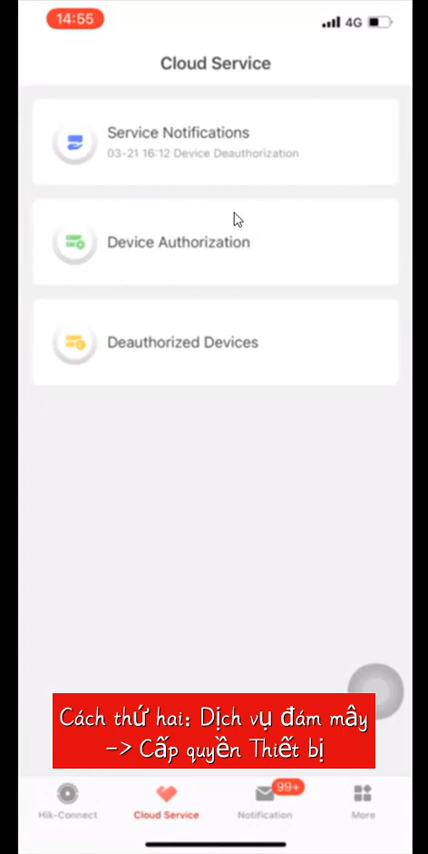 14:55
4G
Cloud Service
Service Notifications
03-21 16:12 Device Deauthorization
Device Authorization
Deauthorized Devices
Cách thứ hai: Dịch vụ đám mây
-> Cấp quyền Thiết bị
99+
Hik-Connect
Cloud Service
Notification
More